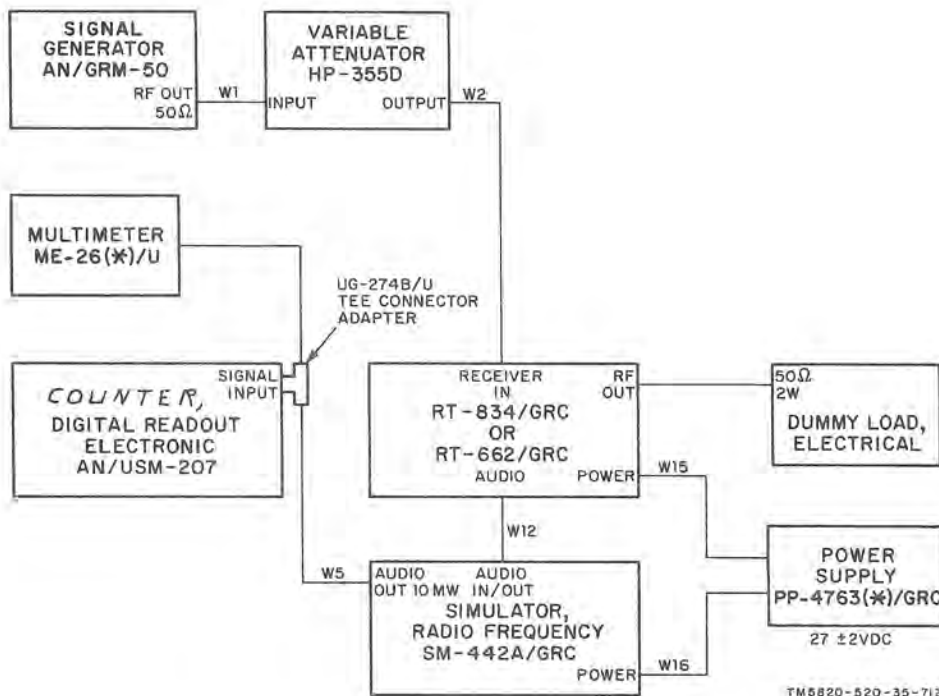 SIGNAL
GENERATOR
AN/GRM-50
RF OUT
50Ω
W1
VARIABLE
ATTENUATOR
HP-355D
INPUT
OUTPUT
W2
MULTIMETER
ME-26(*)/U
UG-274B/U
TEE CONNECTOR
ADAPTER
SIGNAL
INPUT
COUNTER,
DIGITAL READOUT
ELECTRONIC
AN/USM-207
RECEIVER
IN
RF
OUT
RT-834/GRC
OR
RT-662/GRC
AUDIO
POWER
50Ω
2W
DUMMY LOAD,
ELECTRICAL
W15
W12
W5
AUDIO
OUT 10 MW
AUDIO
IN/OUT
SIMULATOR,
RADIO FREQUENCY
SM-442A/GRC
POWER
W16
POWER
SUPPLY
PP-4763(*)/GRC
27 ±2VDC